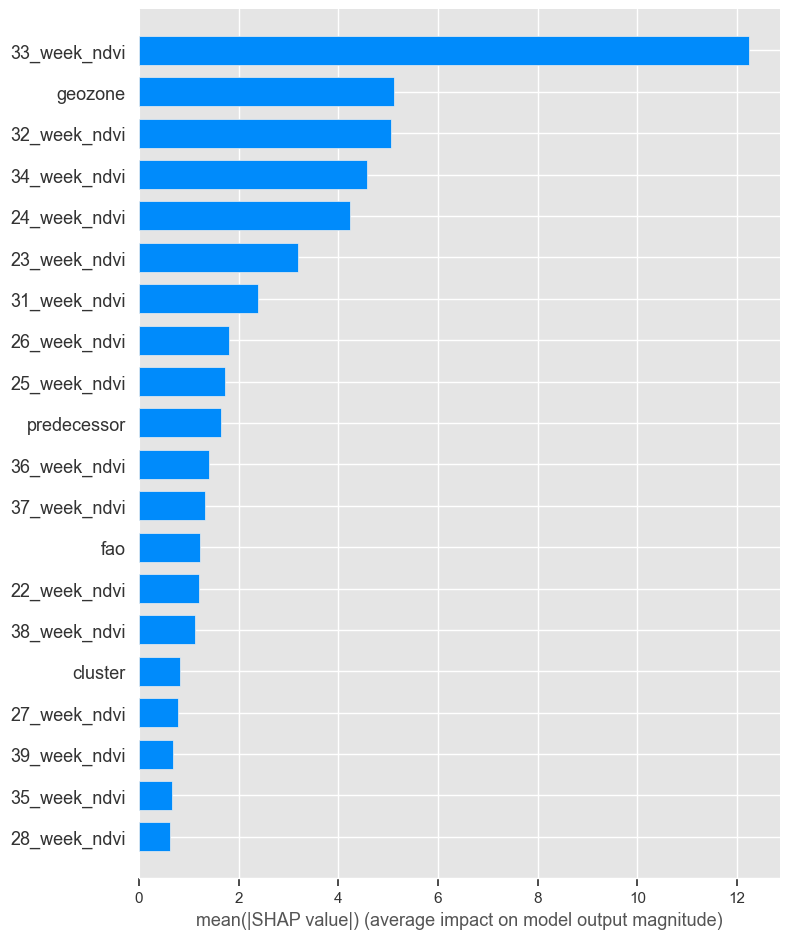 33_week_ndvi
geozone
32_week_ndvi
34_week_ndvi
24_week_ndvi
23_week_ndvi
31_week_ndvi
26_week_ndvi
25_week_ndvi
predecessor
36_week_ndvi
37_week_ndvi
fao
22_week_ndvi
38_week_ndvi
cluster
27_week_ndvi
39_week_ndvi
35_week_ndvi
28_week_ndvi
0 2 4 6 8 10 12
mean(|SHAP value|) (average impact on model output magnitude)